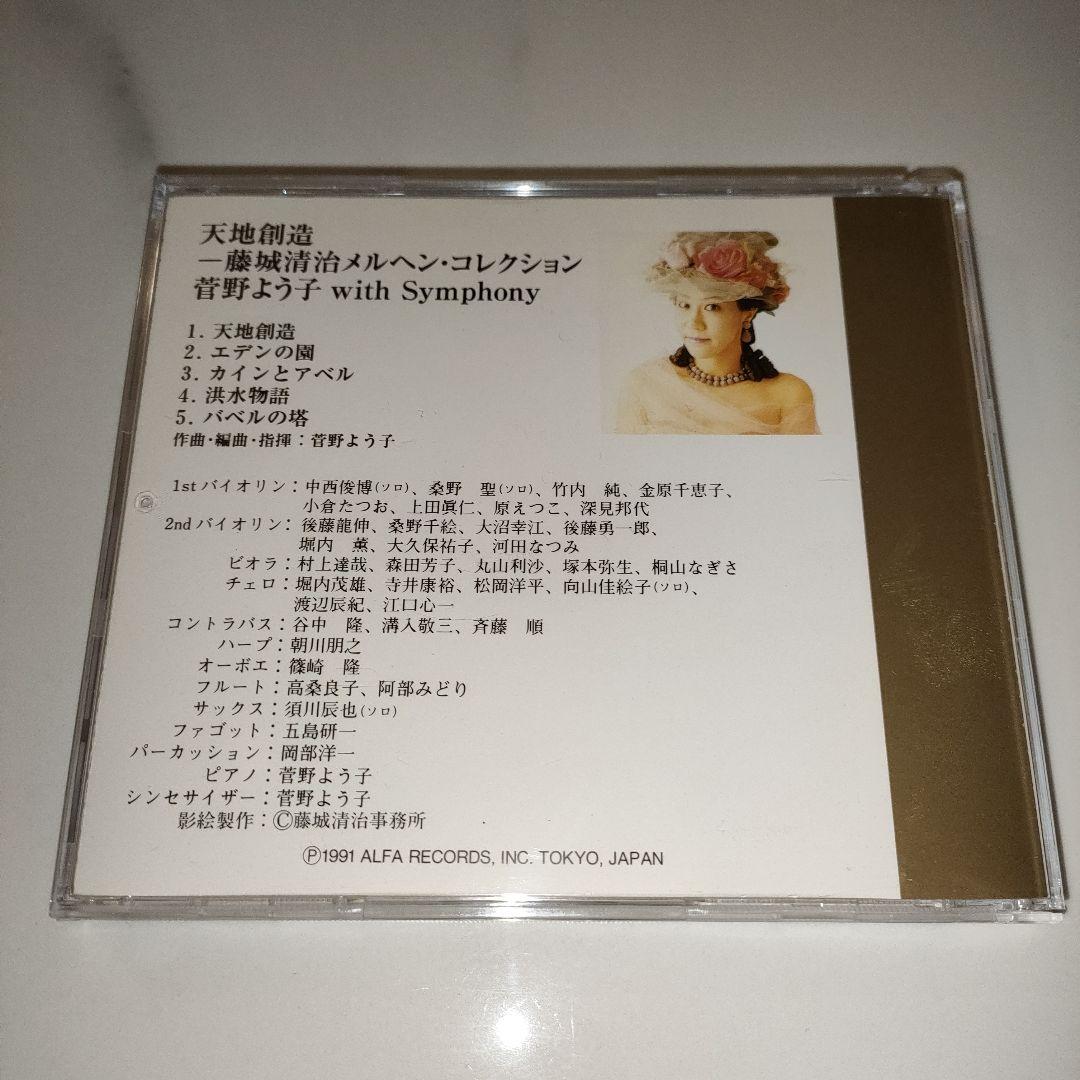 天地創造
―藤城清治メルヘン・コレクション
菅野よう子 with Symphony
1. 天地創造
2. エデンの園
3. カインとアベル
4. 洪水物語
5. バベルの塔
作曲・編曲・指揮：菅野よう子
1stバイオリン：中西俊博(ソロ)、桑野　聖(ソロ)、竹内　純、金原千恵子、
小倉たつお、上田眞仁、原えつこ、深見邦代
2ndバイオリン：後藤龍伸、桑野千絵、大沼幸江、後藤勇一郎、
堀内　薫、大久保祐子、河田なつみ
ビオラ：村上達哉、森田芳子、丸山利沙、塚本弥生、桐山なぎさ
チェロ：堀内茂雄、寺井康裕、松岡洋平、向山佳絵子(ソロ)、
渡辺辰紀、江口心一
コントラバス：谷中　隆、溝入敬三、斉藤　順
ハープ：朝川朋之
オーボエ：篠崎　隆
フルート：高桑良子、阿部みどり
サックス：須川辰也(ソロ)
ファゴット：五島研一
パーカッション：岡部洋一
ピアノ：菅野よう子
シンセサイザー：菅野よう子
影絵製作：Ⓒ藤城清治事務所
Ⓟ1991 ALFA RECORDS, INC. TOKYO, JAPAN